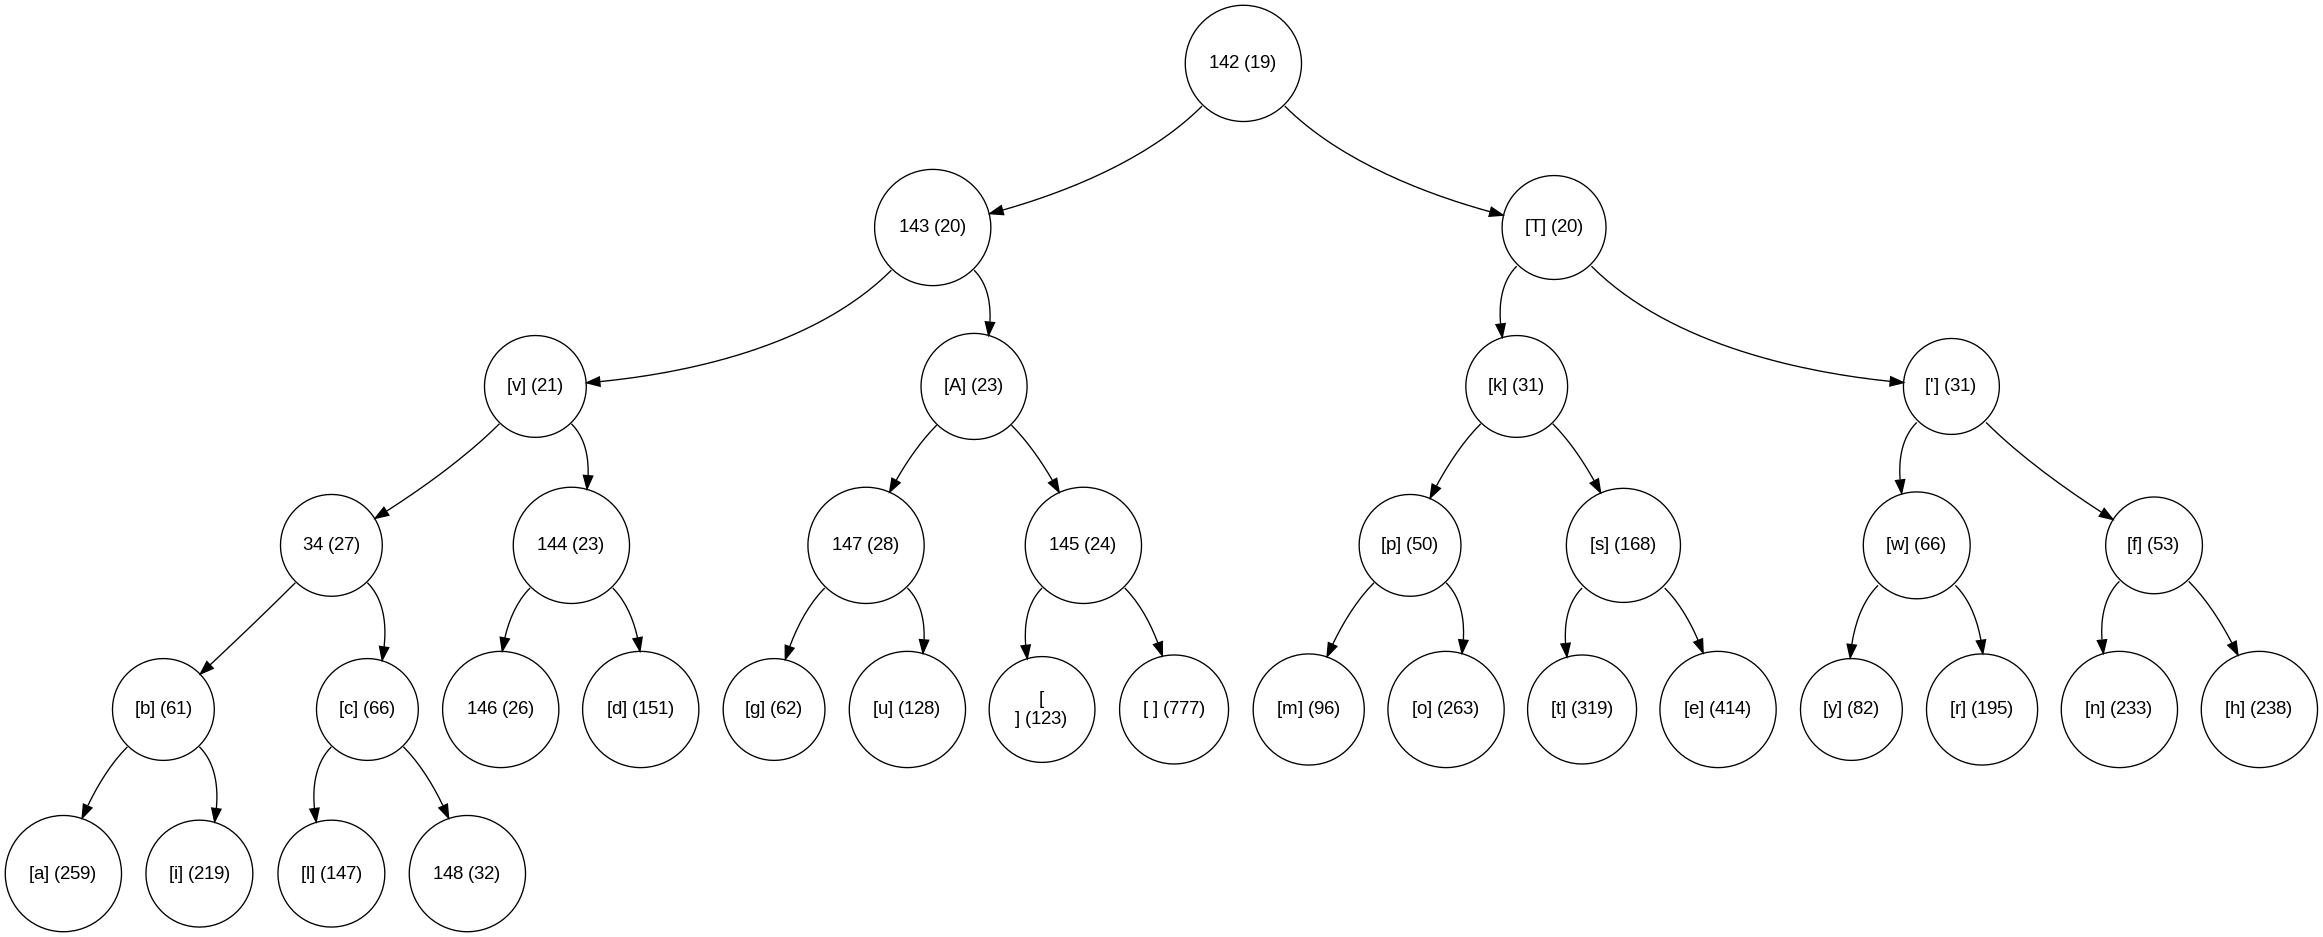 142 (19)
143 (20)
[T] (20)
[v] (21)
[A] (23)
[k] (31)
['] (31)
34 (27)
144 (23)
147 (28)
145 (24)
[p] (50)
[s] (168)
[w] (66)
[f] (53)
[b] (61)
[c] (66)
146 (26)
[d] (151)
[g] (62)
[u] (128)
[
] (123)
[ ] (777)
[m] (96)
[o] (263)
[t] (319)
[e] (414)
[y] (82)
[r] (195)
[n] (233)
[h] (238)
[a] (259)
[i] (219)
[l] (147)
148 (32)